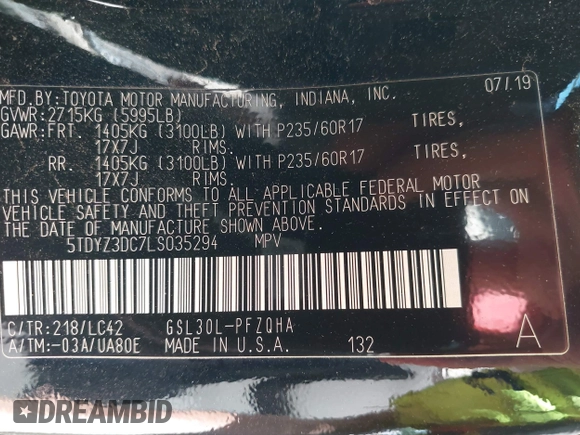 MFD.BY:TOYOTA MOTOR MANUFACTURING, INDIANA, INC. 07/19
GVWR:2715KG (5995LB)
GAWR:FRT. 1405KG (3100LB) WITH P235/60R17 TIRES,
17X7J RIMS.
RR. 1405KG (3100LB) WITH P235/60R17 TIRES,
17X7J RIMS.
THIS VEHICLE CONFORMS TO ALL APPLICABLE FEDERAL MOTOR
VEHICLE SAFETY AND THEFT PREVENTION STANDARDS IN EFFECT ON
THE DATE OF MANUFACTURE SHOWN ABOVE.
5TDYZ3DC7LS035294 MPV
C/TR:218/LC42 GSL30L-PFZQHA
A/TM:-03A/UA80E MADE IN U.S.A. 132 A
DREAMBID